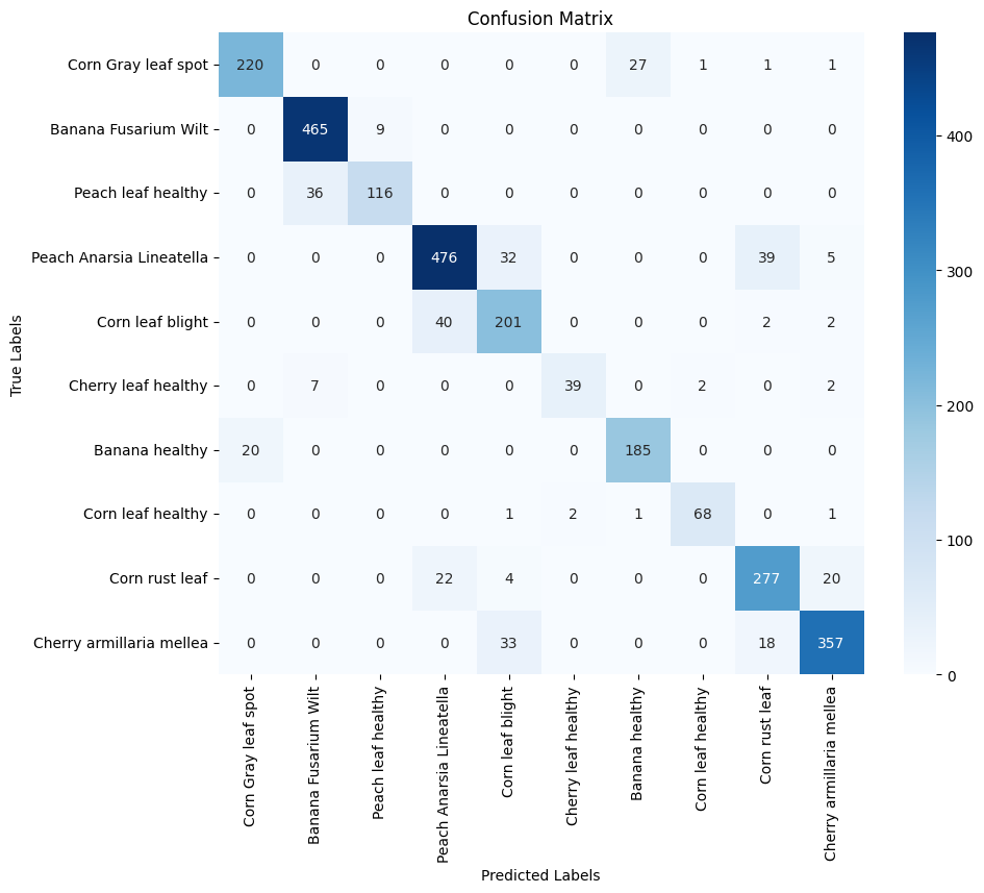 Confusion Matrix
Corn Gray leaf spot 220 0 0 0 0 0 27 1 1 1
Banana Fusarium Wilt 0 465 9 0 0 0 0 0 0 0
Peach leaf healthy 0 36 116 0 0 0 0 0 0 0
Peach Anarsia Lineatella 0 0 0 476 32 0 0 0 39 5
Corn leaf blight 0 0 0 40 201 0 0 0 2 2
Cherry leaf healthy 0 7 0 0 0 39 0 2 0 2
Banana healthy 20 0 0 0 0 0 185 0 0 0
Corn leaf healthy 0 0 0 0 1 2 1 68 0 1
Corn rust leaf 0 0 0 22 4 0 0 0 277 20
Cherry armillaria mellea 0 0 0 0 33 0 0 0 18 357
True Labels
Corn Gray leaf spot
Banana Fusarium Wilt
Peach leaf healthy
Peach Anarsia Lineatella
Corn leaf blight
Cherry leaf healthy
Banana healthy
Corn leaf healthy
Corn rust leaf
Cherry armillaria mellea
Predicted Labels
400
300
200
100
0